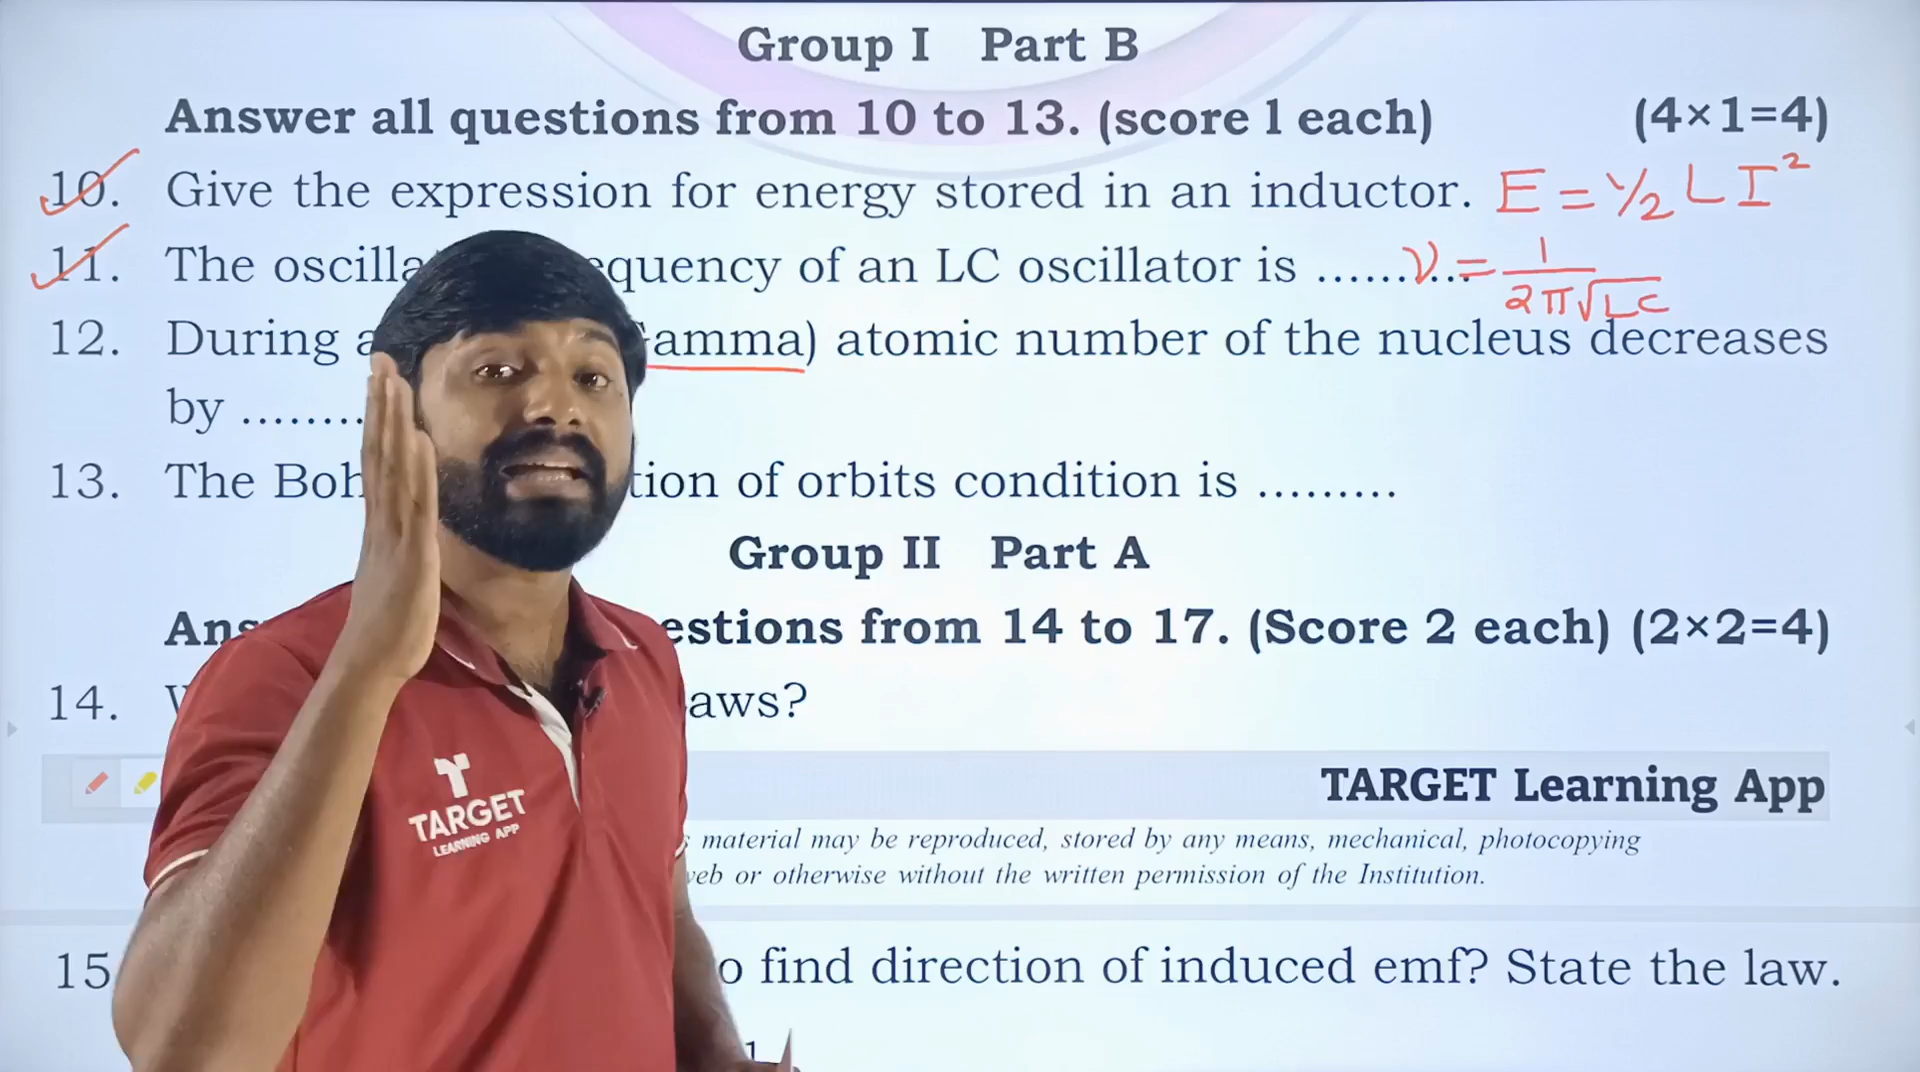 Group I Part B
Answer all questions from 10 to 13. (score 1 each) (4×1=4)
10. Give the expression for energy stored in an inductor. E = 1/2 LI²
11. The oscilla equency of an LC oscillator is ......... ν = 1/2π√LC
12. During a amma) atomic number of the nucleus decreases
by ........
13. The Boh tion of orbits condition is .........
Group II Part A
Ans estions from 14 to 17. (Score 2 each) (2×2=4)
14. aws?
TARGET Learning App
T
TARGET
LEARNING APP
material may be reproduced, stored by any means, mechanical, photocopying
eb or otherwise without the written permission of the Institution.
15 o find direction of induced emf? State the law.